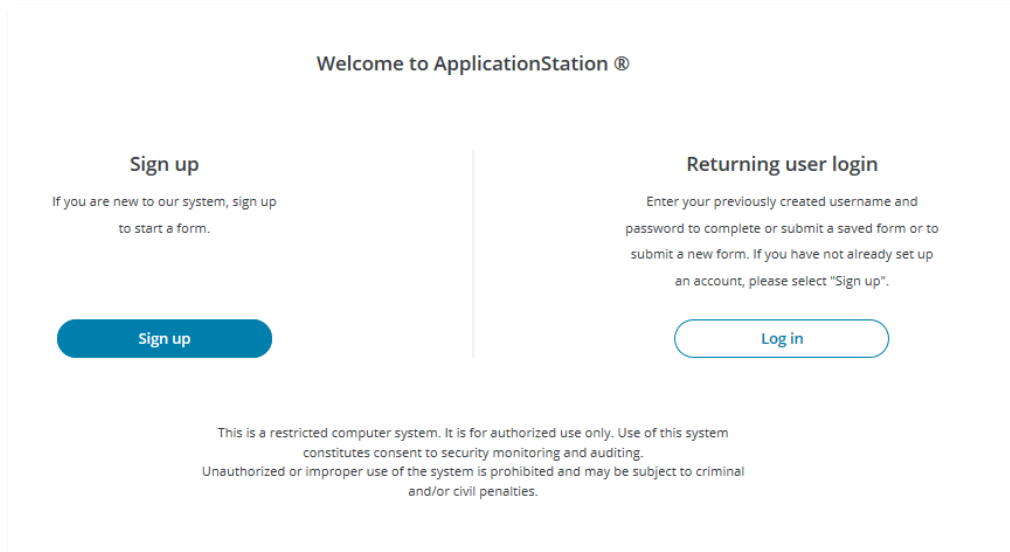 Welcome to ApplicationStation ®
Sign up
If you are new to our system, sign up
to start a form.
Sign up
Returning user login
Enter your previously created username and
password to complete or submit a saved form or to
submit a new form. If you have not already set up
an account, please select "Sign up".
Log in
This is a restricted computer system. It is for authorized use only. Use of this system
constitutes consent to security monitoring and auditing.
Unauthorized or improper use of the system is prohibited and may be subject to criminal
and/or civil penalties.